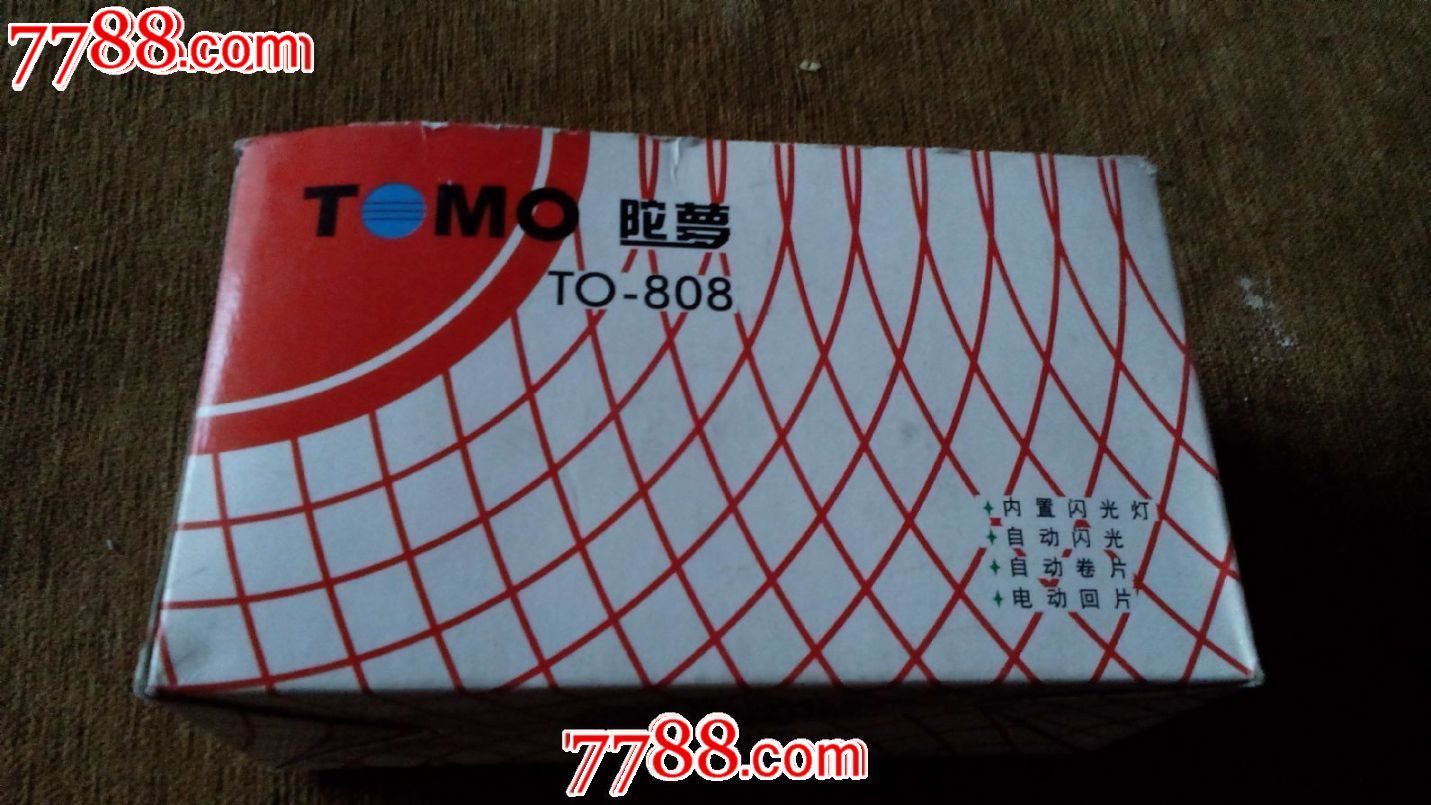 7788.com
TOMO 陀萝
TO-808
内置闪光灯
自动闪光
自动卷片
电动回片
7788.com